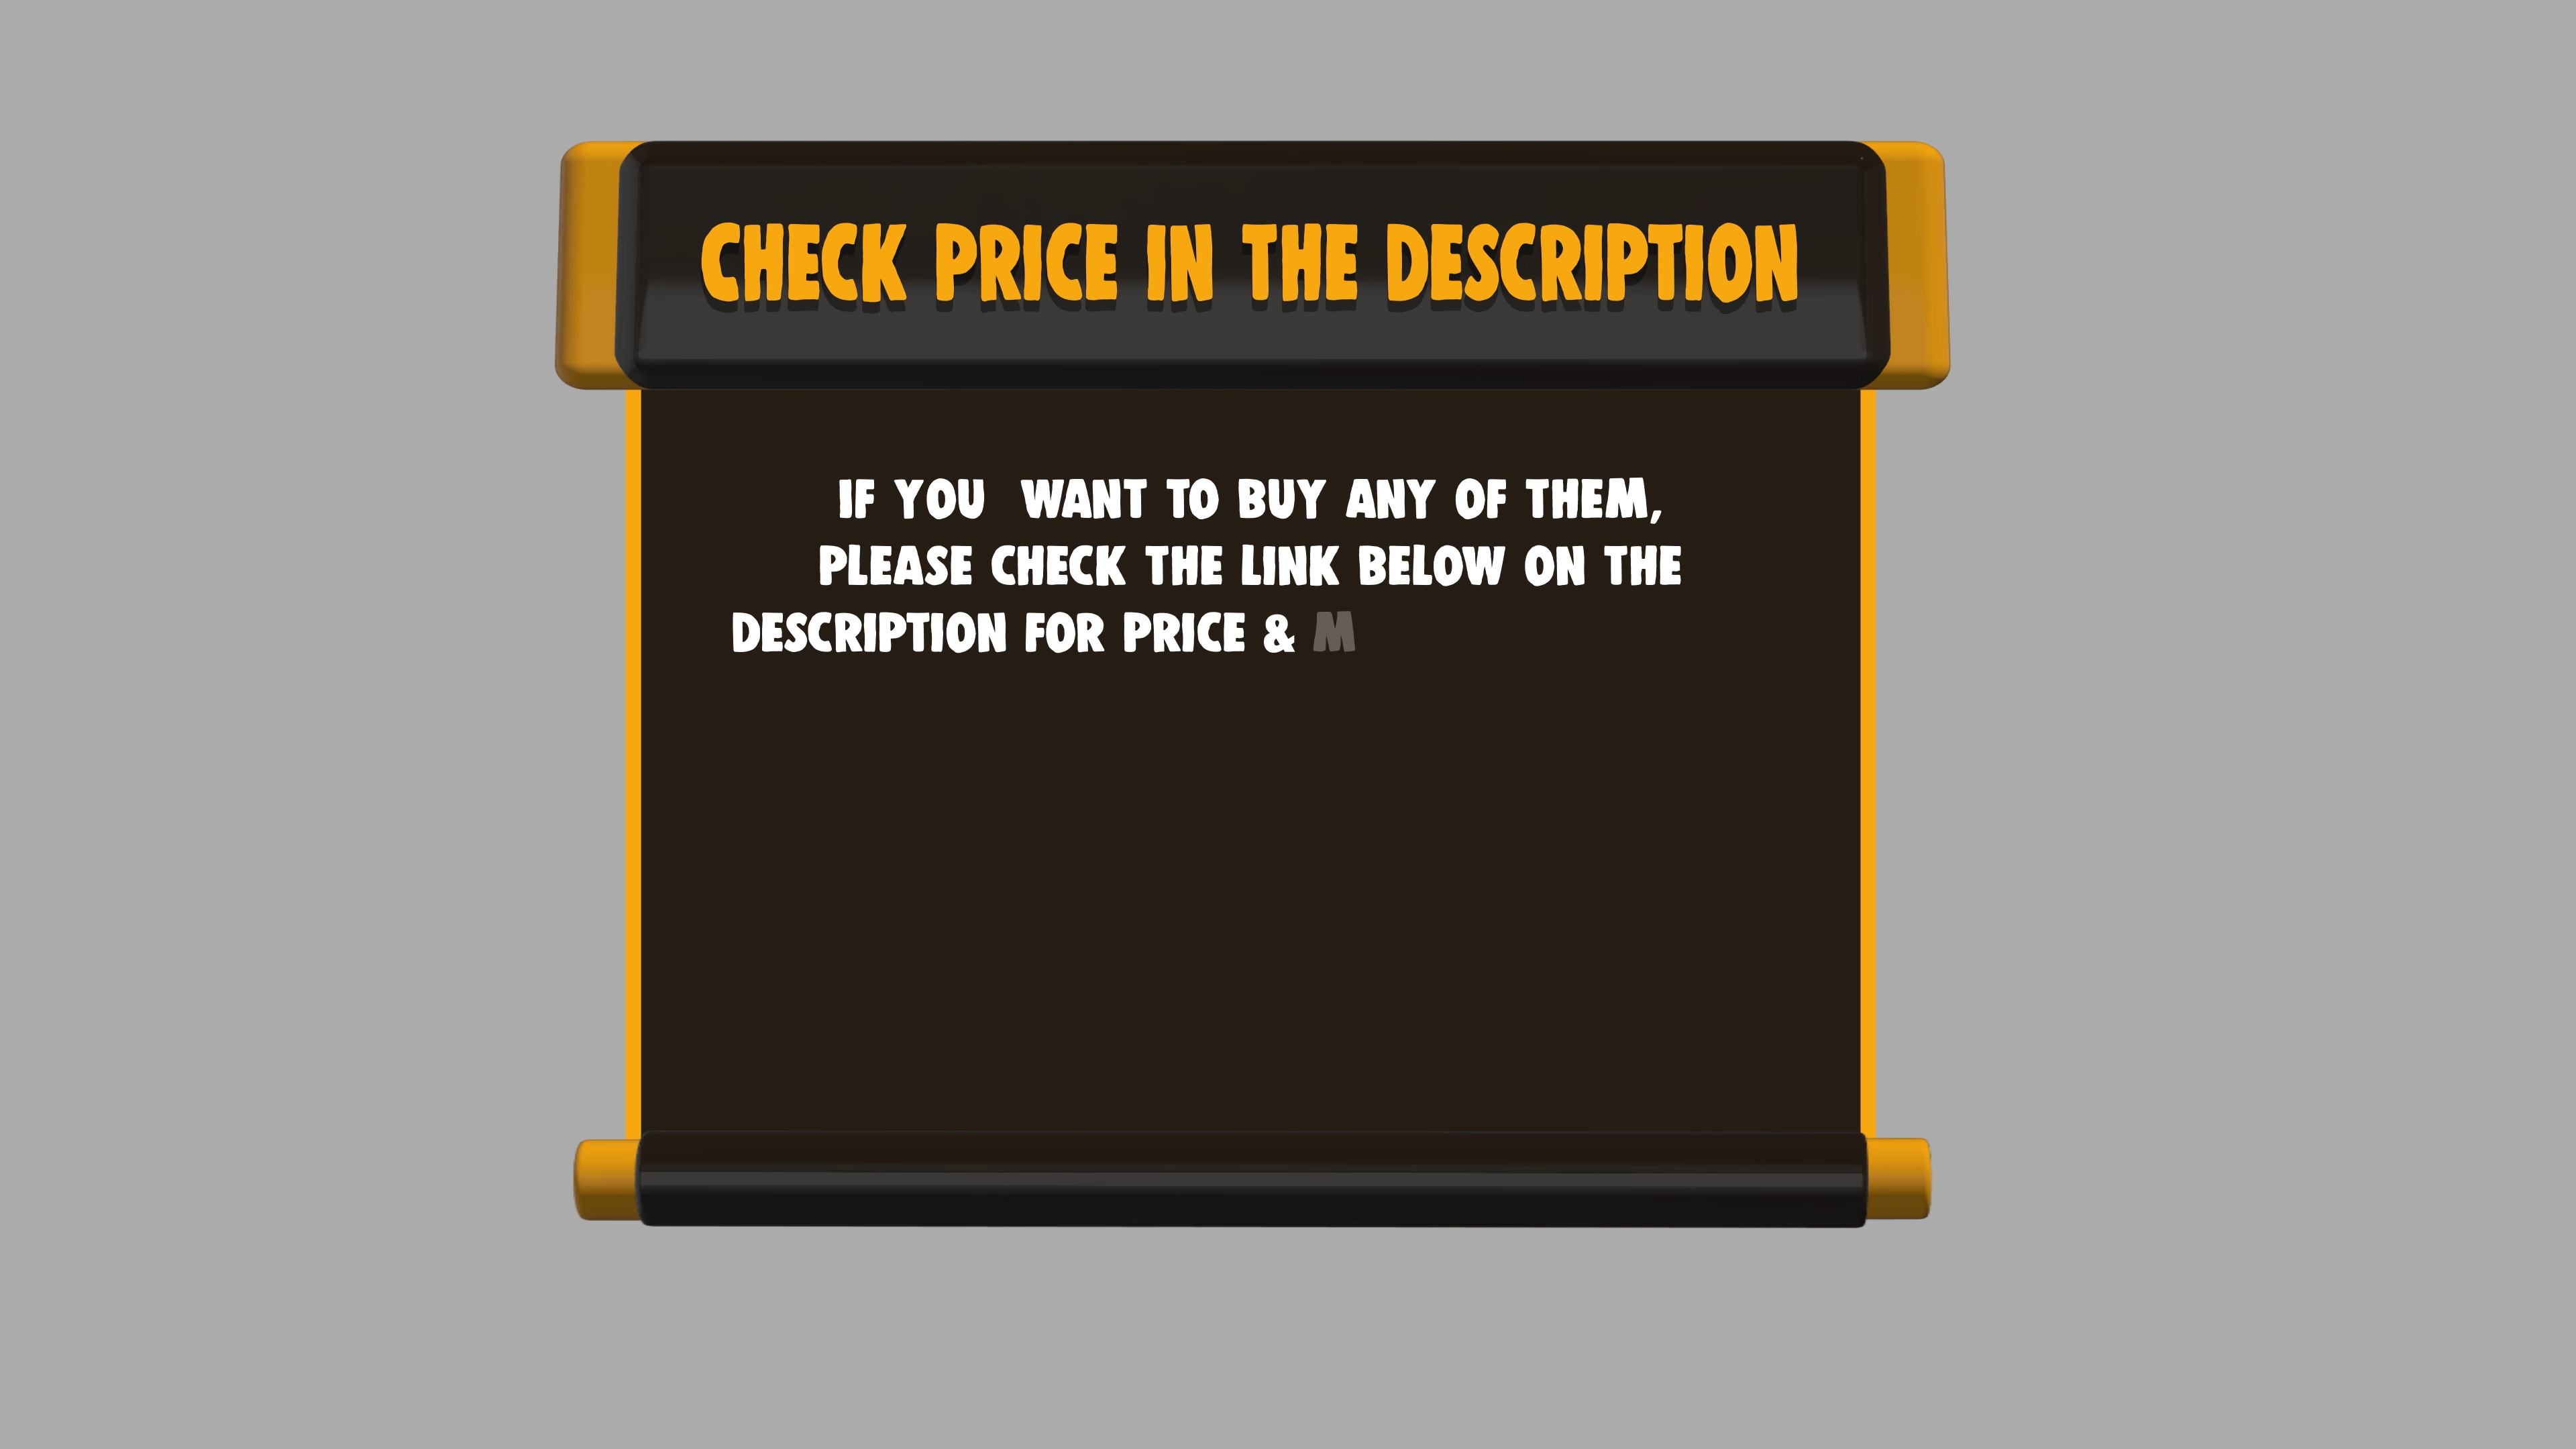 CHECK PRICE IN THE DESCRIPTION
IF YOU  WANT TO BUY ANY OF THEM,
PLEASE CHECK THE LINK BELOW ON THE
DESCRIPTION FOR PRICE & M